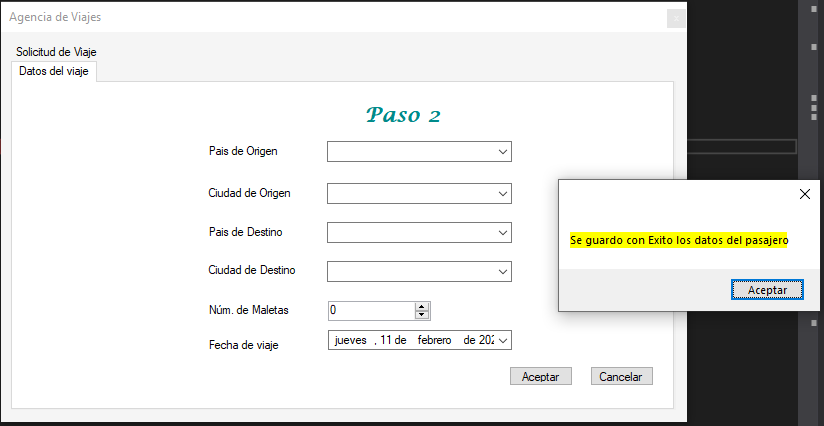 Agencia de Viajes
Solicitud de Viaje
Datos del viaje
Paso 2
Pais de Origen
Ciudad de Origen
Pais de Destino
Ciudad de Destino
Núm. de Maletas 0
Fecha de viaje jueves , 11 de febrero de 202
Aceptar Cancelar
Se guardo con Exito los datos del pasajero
Aceptar